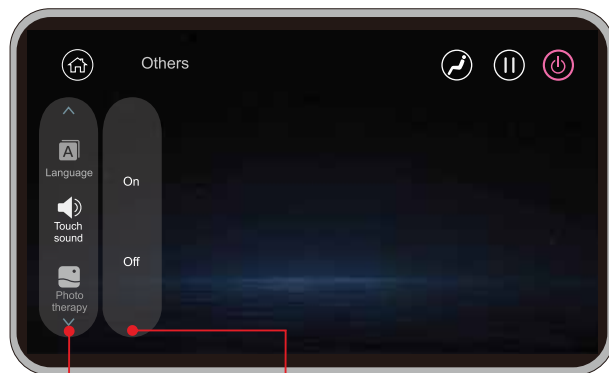 Others
A
Language
On
Touch
sound
Off
Photo
therapy